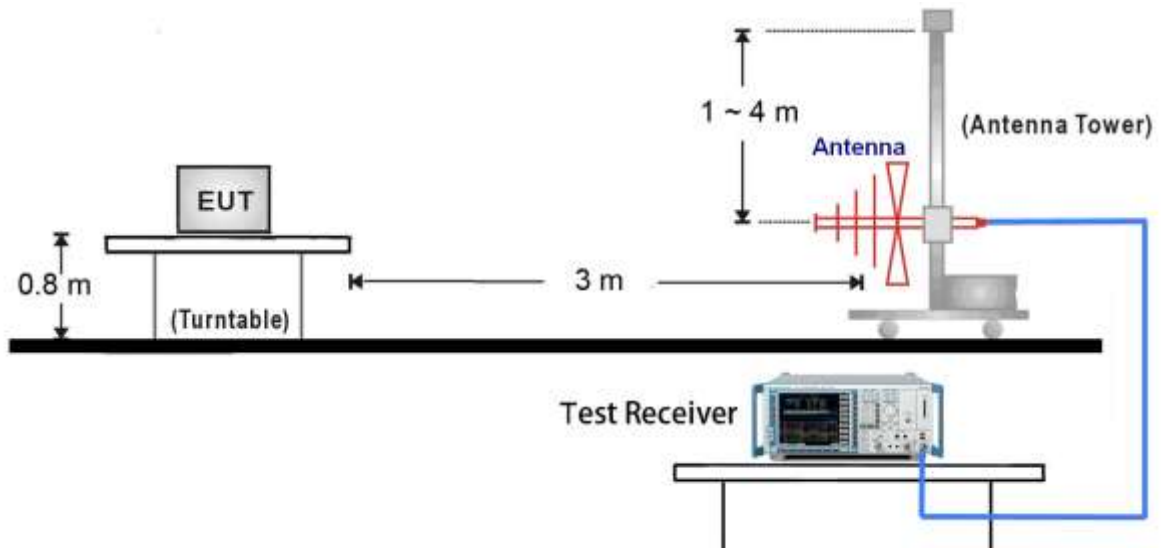 1 ~ 4 m
(Antenna Tower)
Antenna
EUT
0.8 m
3 m
(Turntable)
Test Receiver